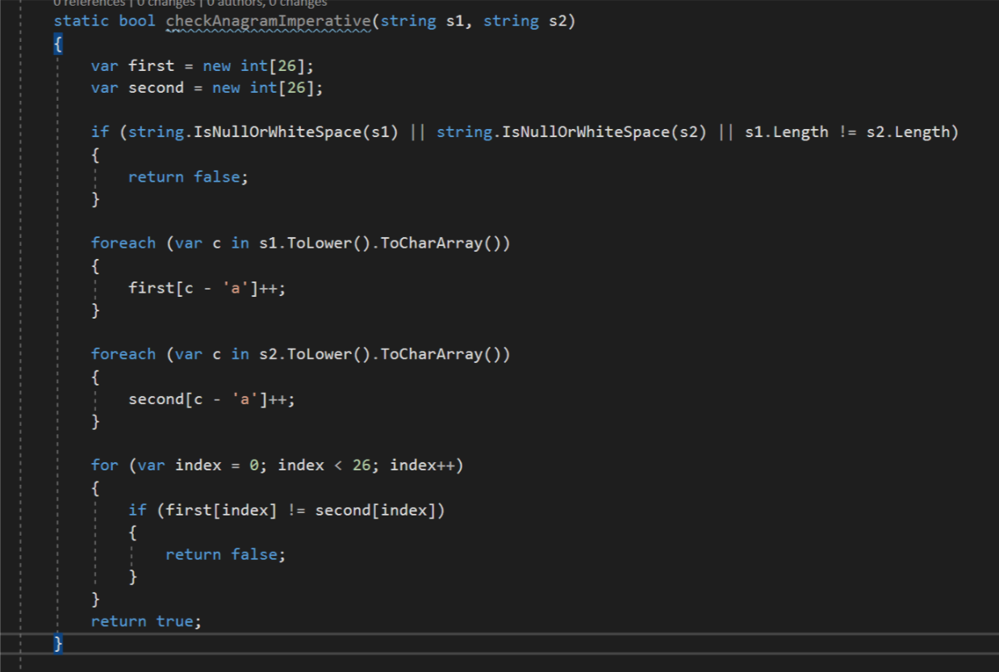 0 references | 0 changes | 0 authors, 0 changes
static bool checkAnagramImperative(string s1, string s2)
{
    var first = new int[26];
    var second = new int[26];

    if (string.IsNullOrWhiteSpace(s1) || string.IsNullOrWhiteSpace(s2) || s1.Length != s2.Length)
    {
        return false;
    }

    foreach (var c in s1.ToLower().ToCharArray())
    {
        first[c - 'a']++;
    }

    foreach (var c in s2.ToLower().ToCharArray())
    {
        second[c - 'a']++;
    }

    for (var index = 0; index < 26; index++)
    {
        if (first[index] != second[index])
        {
            return false;
        }
    }
    return true;
}